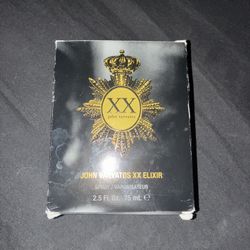 XX
john varvatos
JOHN VARVATOS XX ELIXIR
SPRAY / VAPORISATEUR
2.5 Fl. Oz. 75 mL ℮